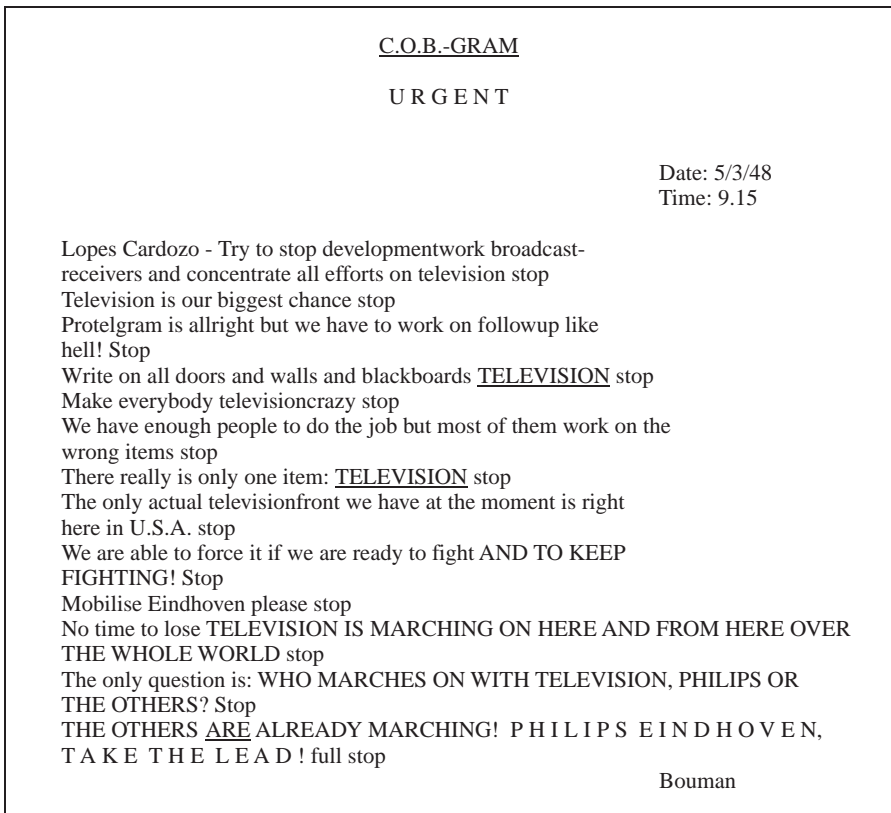 C.O.B.-GRAM
U R G E N T
Date: 5/3/48
Time: 9.15
Lopes Cardozo - Try to stop developmentwork broadcast-
receivers and concentrate all efforts on television stop
Television is our biggest chance stop
Protelgram is allright but we have to work on followup like
hell! Stop
Write on all doors and walls and blackboards TELEVISION stop
Make everybody televisioncrazy stop
We have enough people to do the job but most of them work on the
wrong items stop
There really is only one item: TELEVISION stop
The only actual televisionfront we have at the moment is right
here in U.S.A. stop
We are able to force it if we are ready to fight AND TO KEEP
FIGHTING! Stop
Mobilise Eindhoven please stop
No time to lose TELEVISION IS MARCHING ON HERE AND FROM HERE OVER
THE WHOLE WORLD stop
The only question is: WHO MARCHES ON WITH TELEVISION, PHILIPS OR
THE OTHERS? Stop
THE OTHERS ARE ALREADY MARCHING! P H I L I P S E I N D H O V E N,
T A K E T H E L E A D ! full stop
Bouman